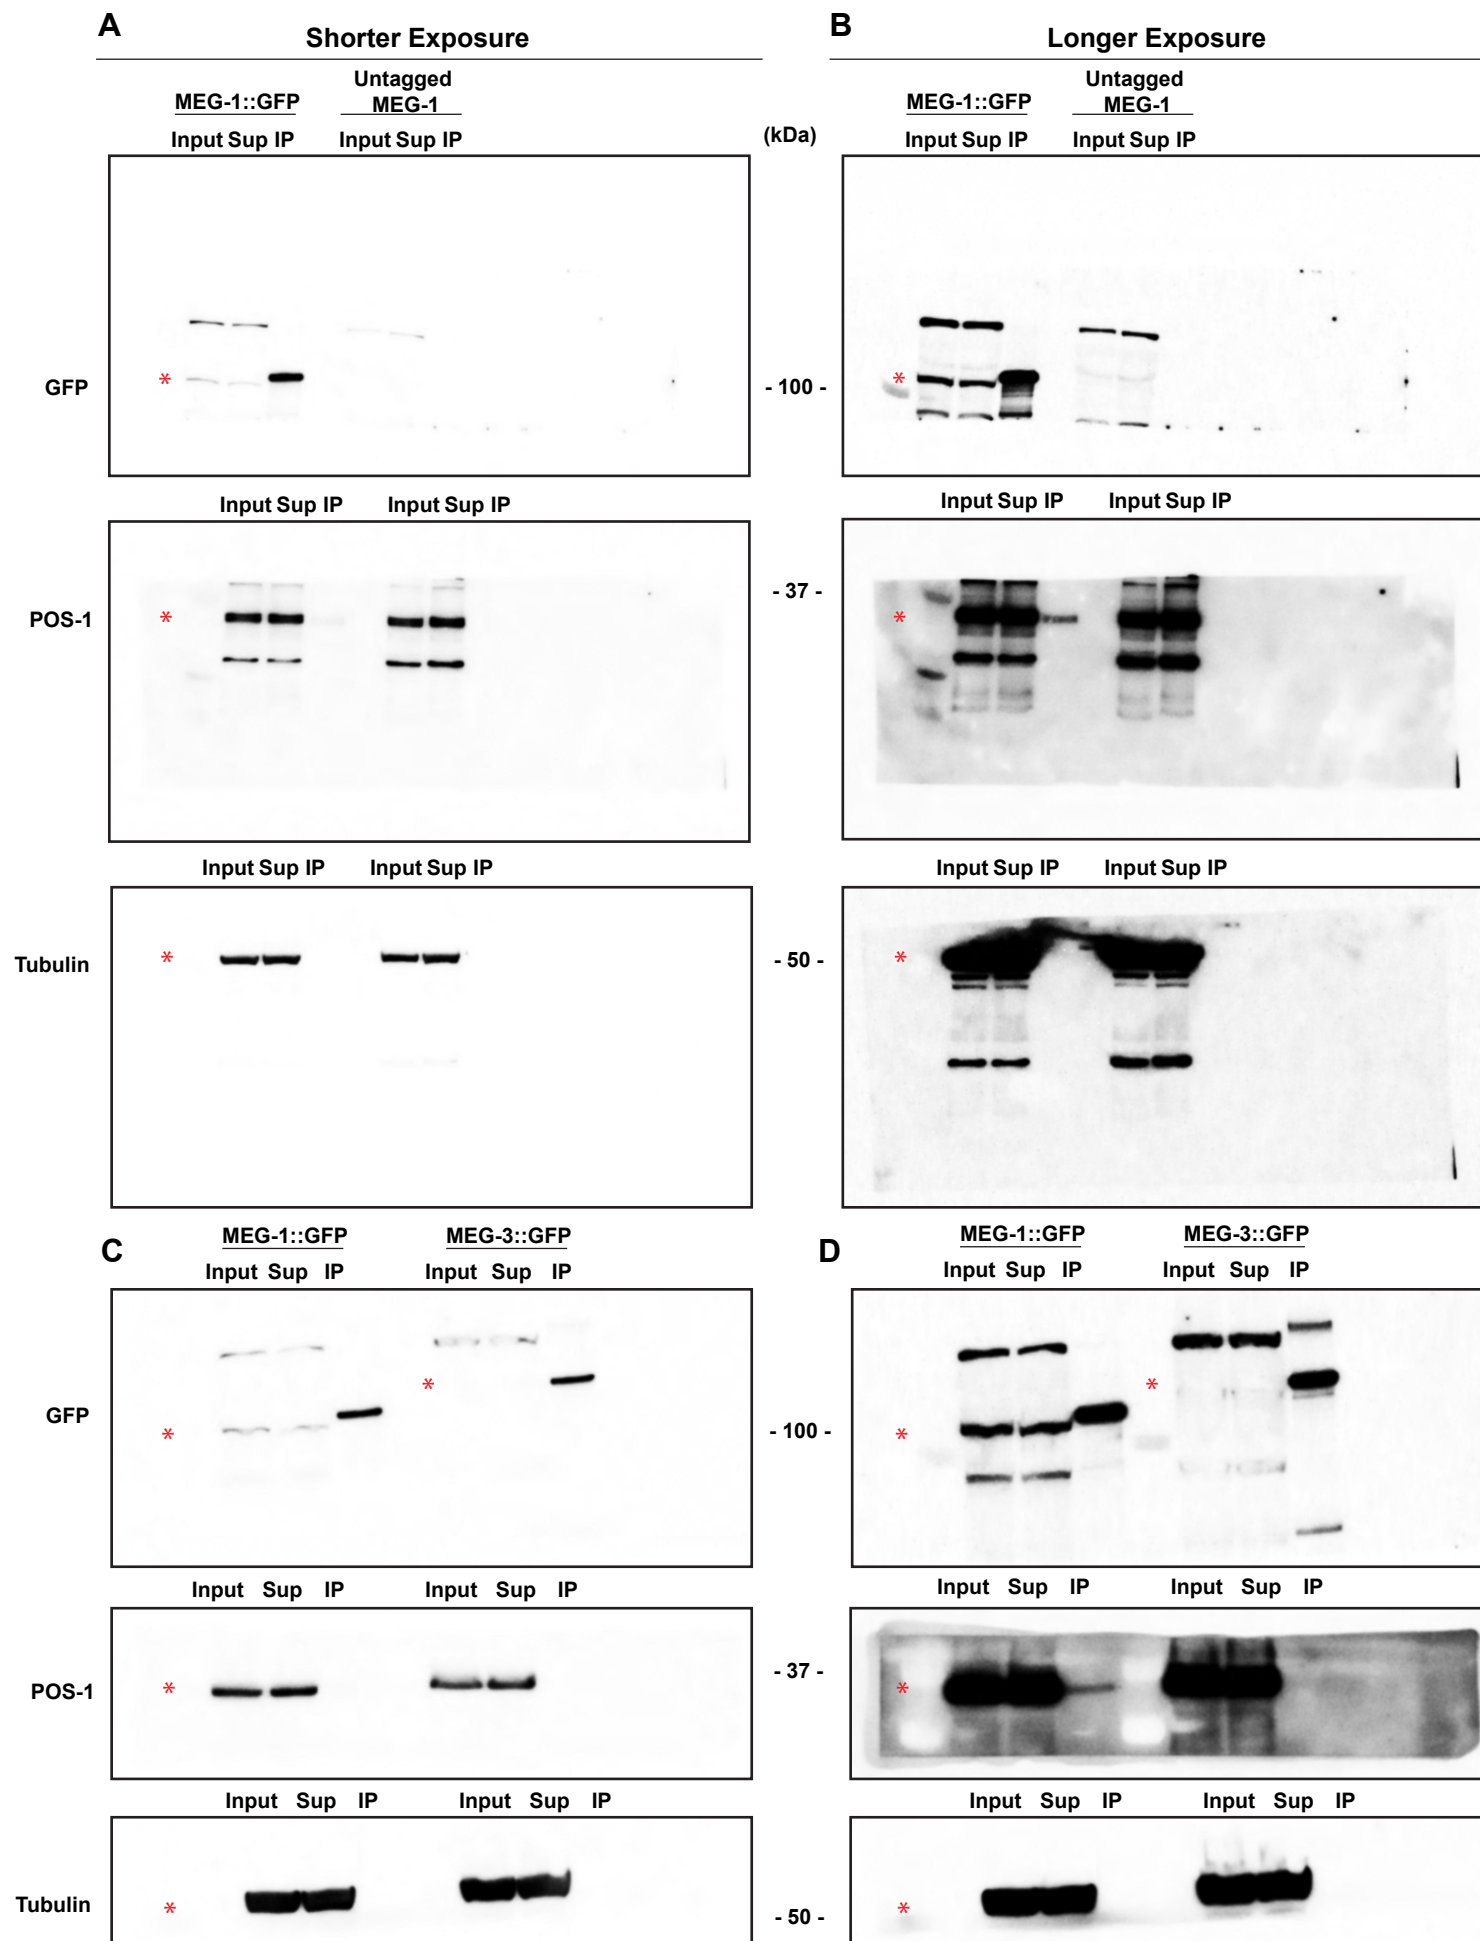 A
Shorter Exposure
B
Longer Exposure
MEG-1::GFP
Untagged
MEG-1
MEG-1::GFP
Untagged
MEG-1
Input Sup IP
Input Sup IP
(kDa)
Input Sup IP
Input Sup IP
GFP
*
- 100 -
*
Input Sup IP
Input Sup IP
Input Sup IP
Input Sup IP
POS-1
*
- 37 -
*
Input Sup IP
Input Sup IP
Input Sup IP
Input Sup IP
Tubulin
*
- 50 -
*
C
MEG-1::GFP
MEG-3::GFP
D
MEG-1::GFP
MEG-3::GFP
Input Sup IP
Input Sup IP
Input Sup IP
Input Sup IP
*
*
GFP
*
- 100 -
*
Input Sup IP
Input Sup IP
Input Sup IP
Input Sup IP
POS-1
*
- 37 -
*
Input Sup IP
Input Sup IP
Input Sup IP
Input Sup IP
Tubulin
*
- 50 -
*